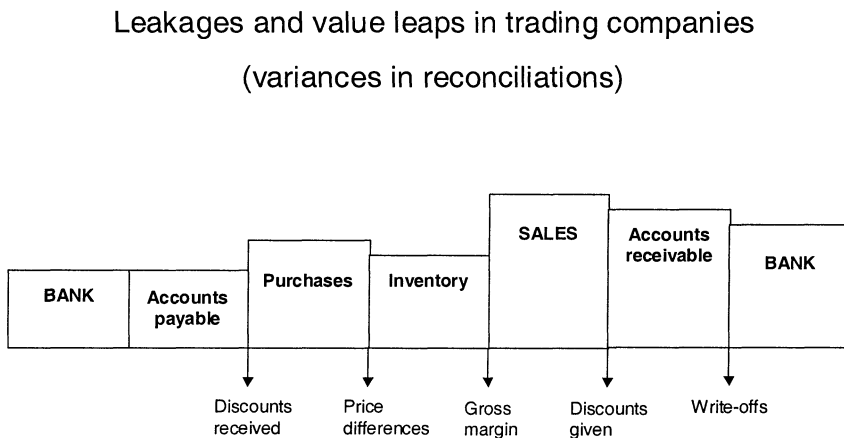 Leakages and value leaps in trading companies
(variances in reconciliations)
SALES
Accounts
receivable
BANK
Purchases
Inventory
BANK
Accounts
payable
Discounts
received
Price
differences
Gross
margin
Discounts
given
Write-offs